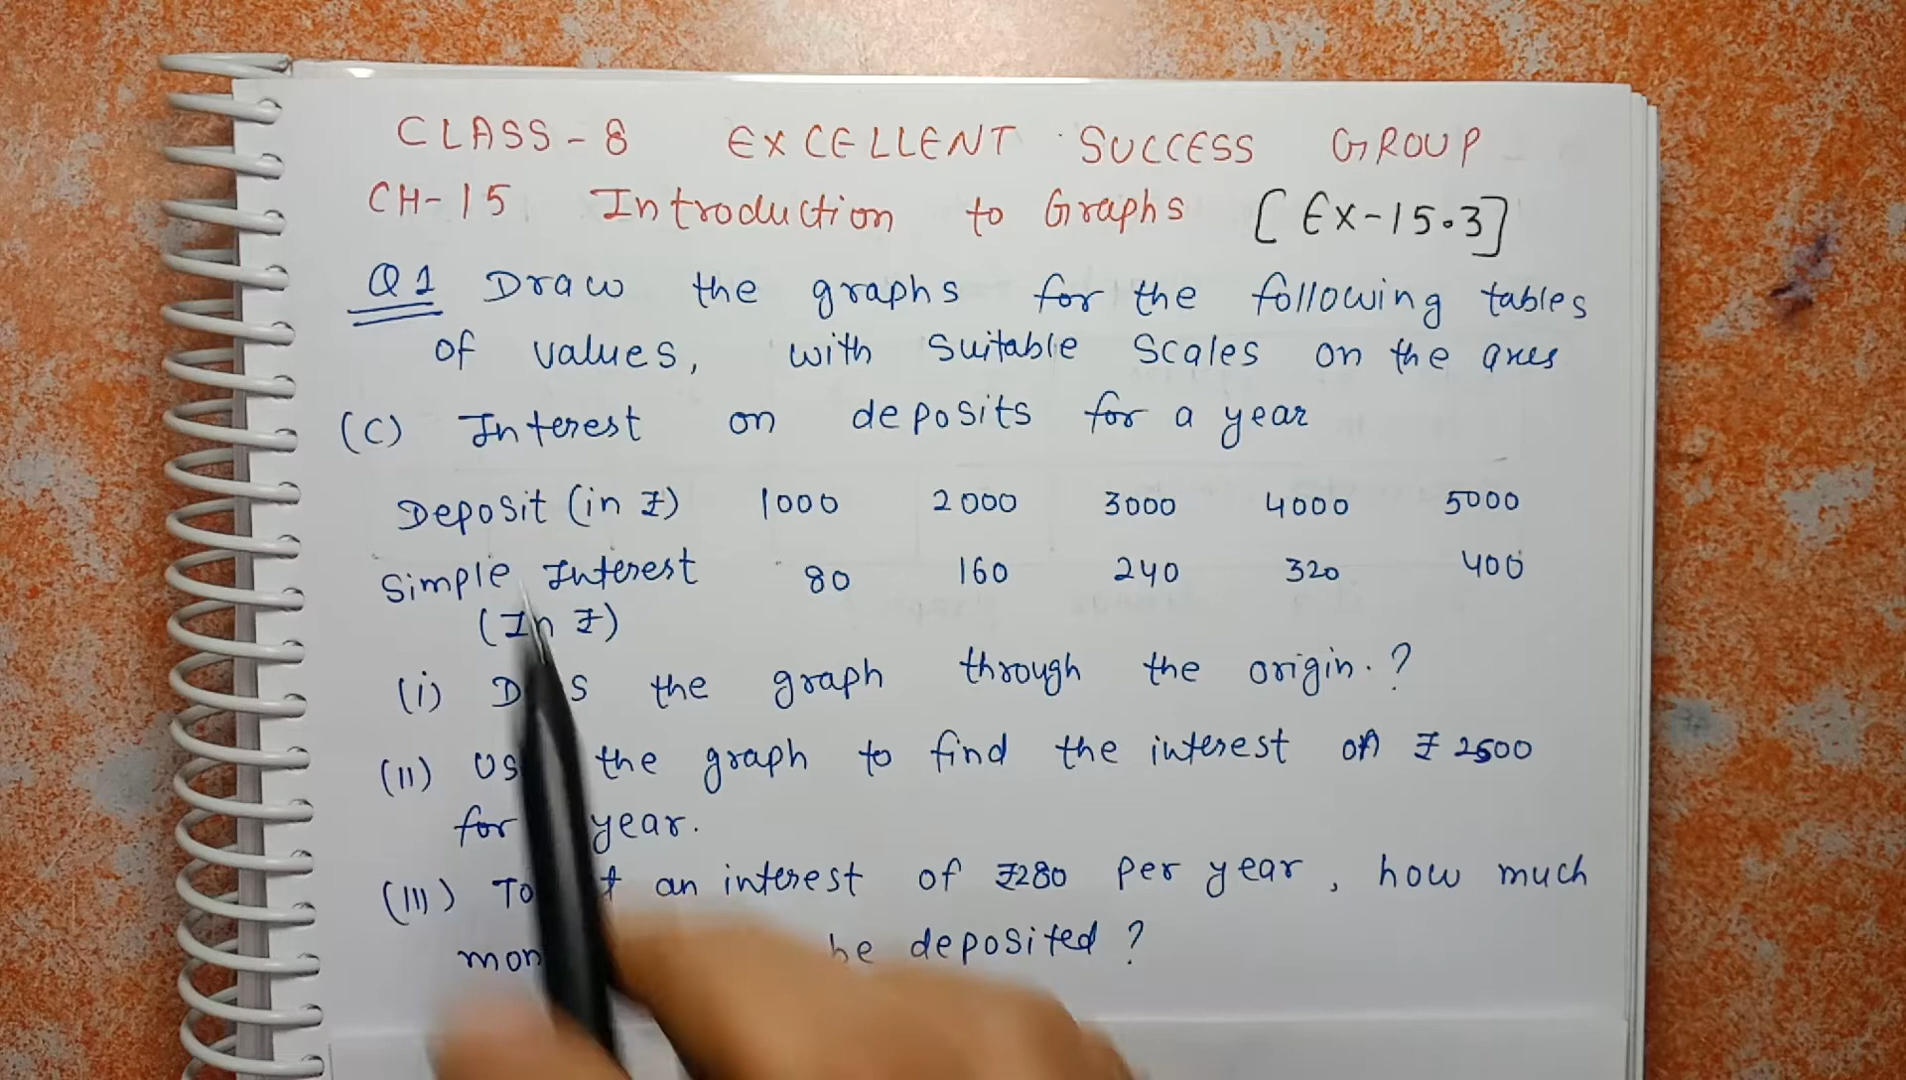 CLASS-8 EXCELLENT SUCCESS GROUP
CH-15 Introduction to Graphs [Ex-15.3]
Q1 Draw the graphs for the following tables
of values, with suitable scales on the axes
(C) Interest on deposits for a year
Deposit (in ₹) 1000 2000 3000 4000 5000
Simple Interest 80 160 240 320 400
(In ₹)
(i) the graph through the origin.?
(II) the graph to find the interest on ₹ 2500
for year.
(III) an interest of ₹280 per year, how much
be deposited?